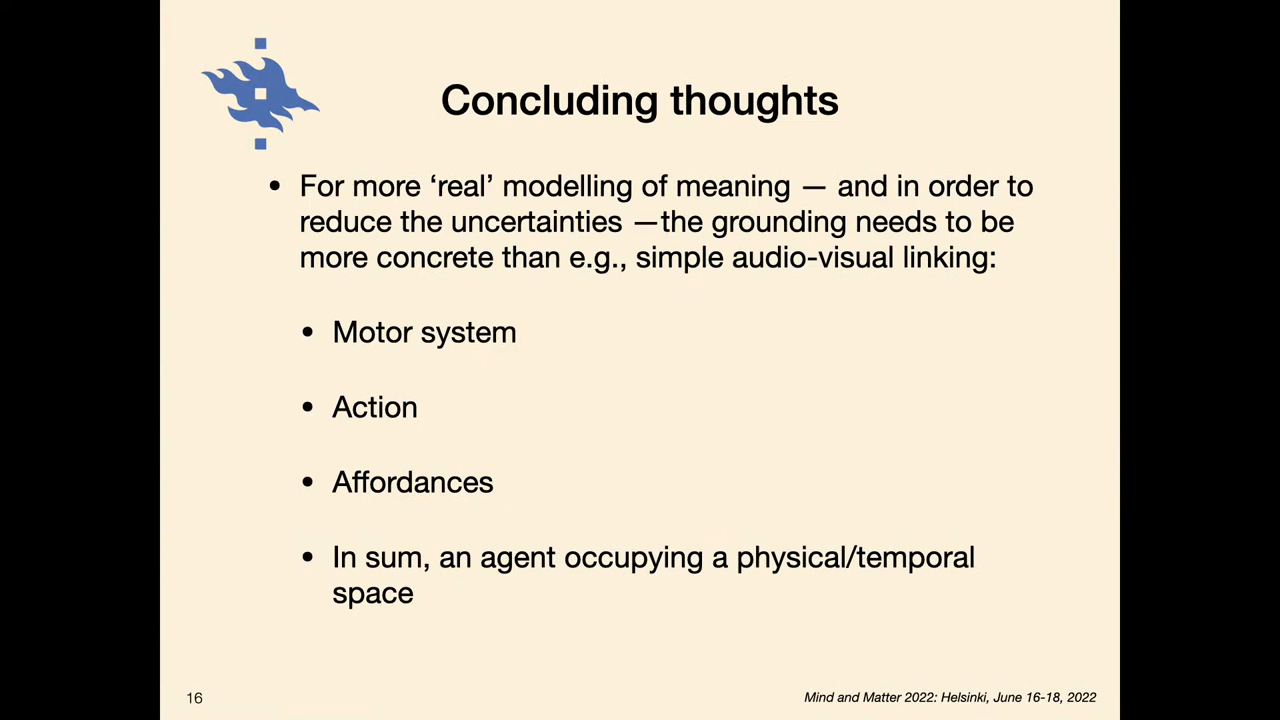 Concluding thoughts
• For more ‘real’ modelling of meaning — and in order to
reduce the uncertainties —the grounding needs to be
more concrete than e.g., simple audio-visual linking:
• Motor system
• Action
• Affordances
• In sum, an agent occupying a physical/temporal
space
16
Mind and Matter 2022: Helsinki, June 16-18, 2022